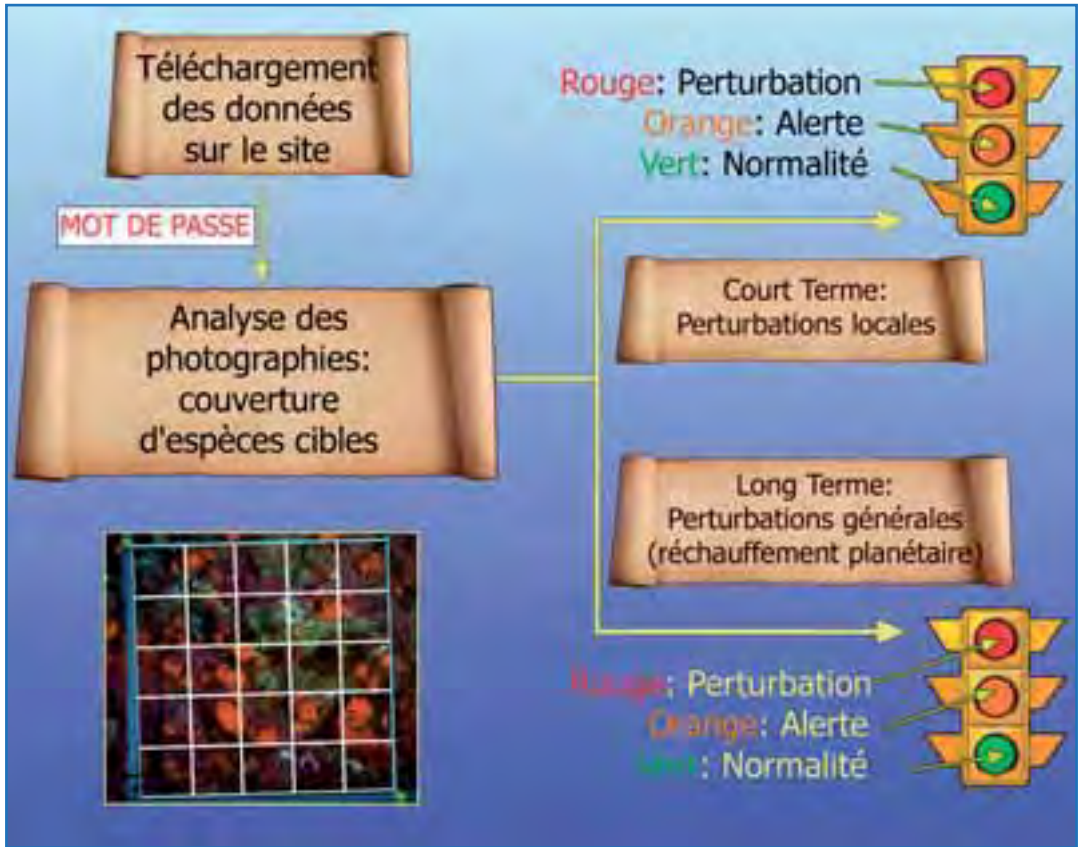 Téléchargement
des données
sur le site
MOT DE PASSE
Analyse des
photographies:
couverture
d'espèces cibles
Rouge: Perturbation
Orange: Alerte
Vert: Normalité
Court Terme:
Perturbations locales
Long Terme:
Perturbations générales
(réchauffement planétaire)
Rouge: Perturbation
Orange: Alerte
Vert: Normalité